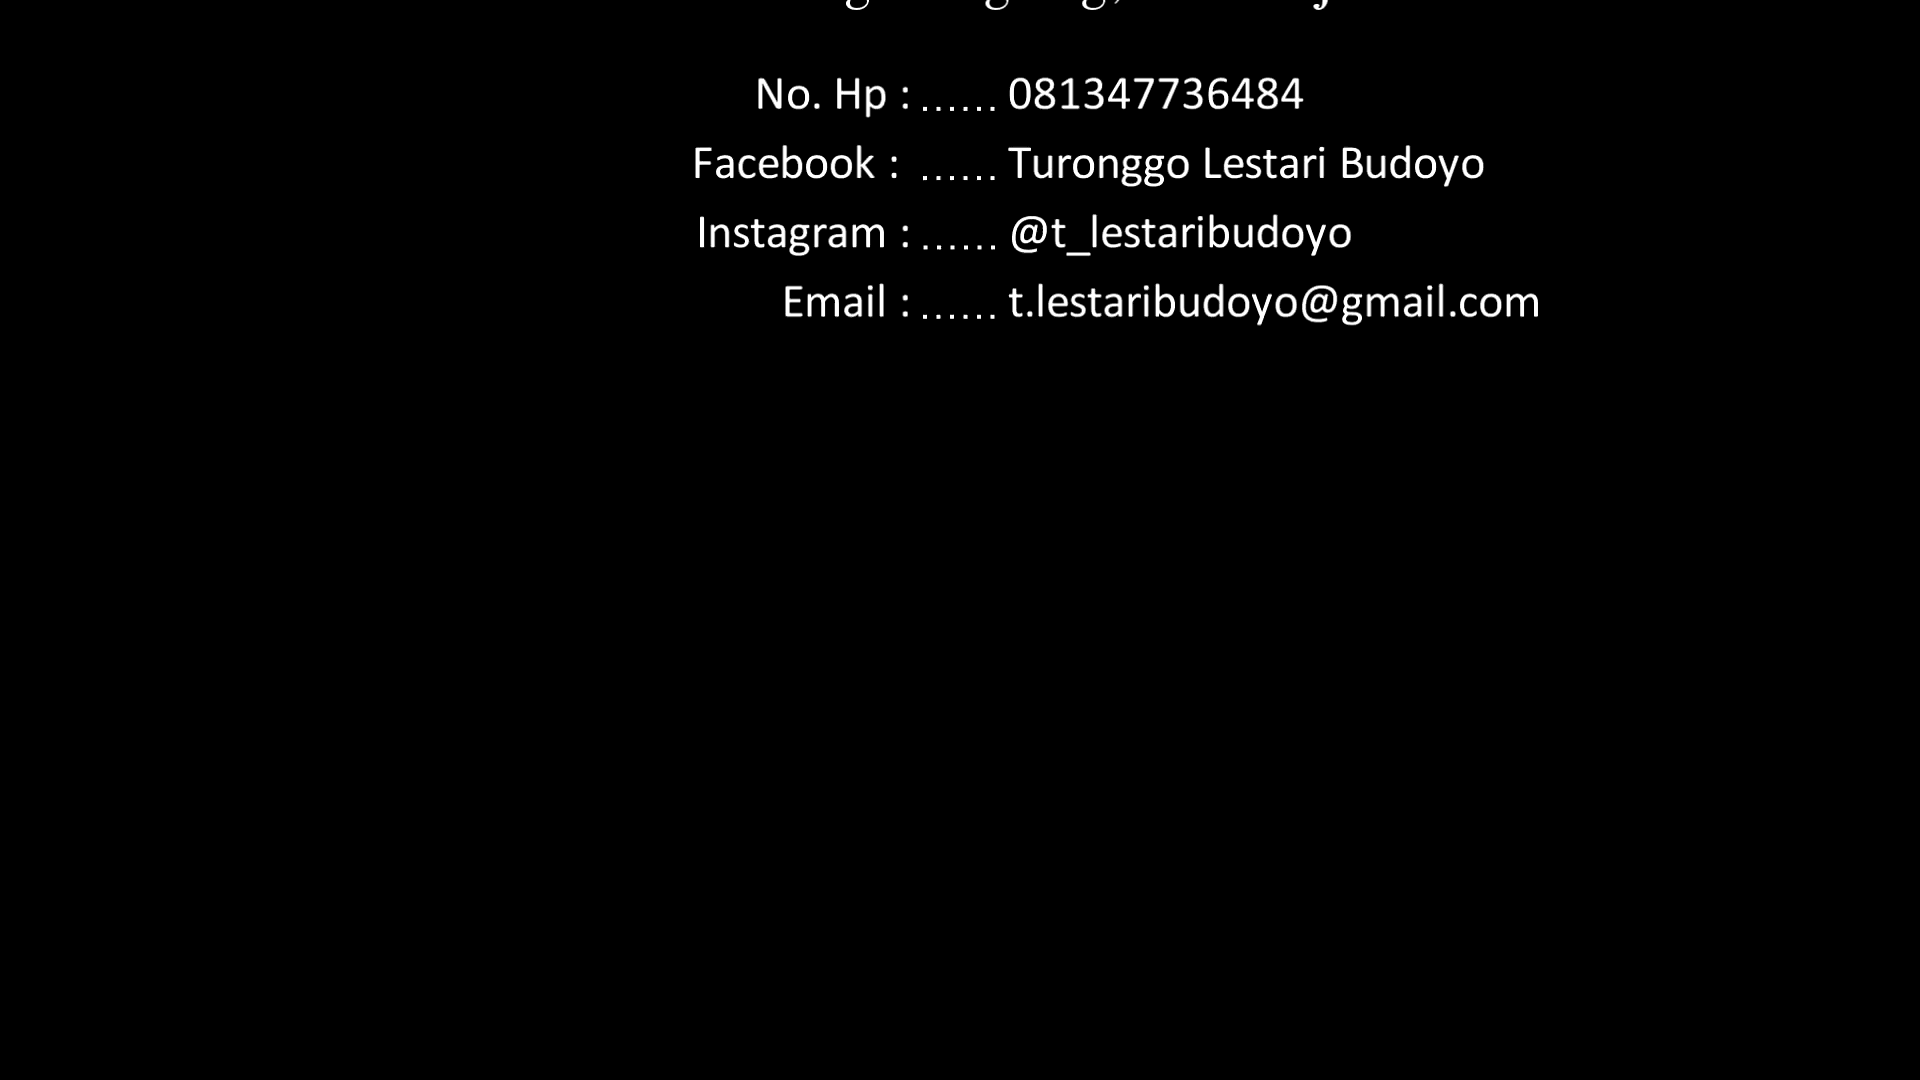 No. Hp : ...... 081347736484
Facebook : ...... Turonggo Lestari Budoyo
Instagram : ...... @t_lestaribudoyo
Email : ...... t.lestaribudoyo@gmail.com